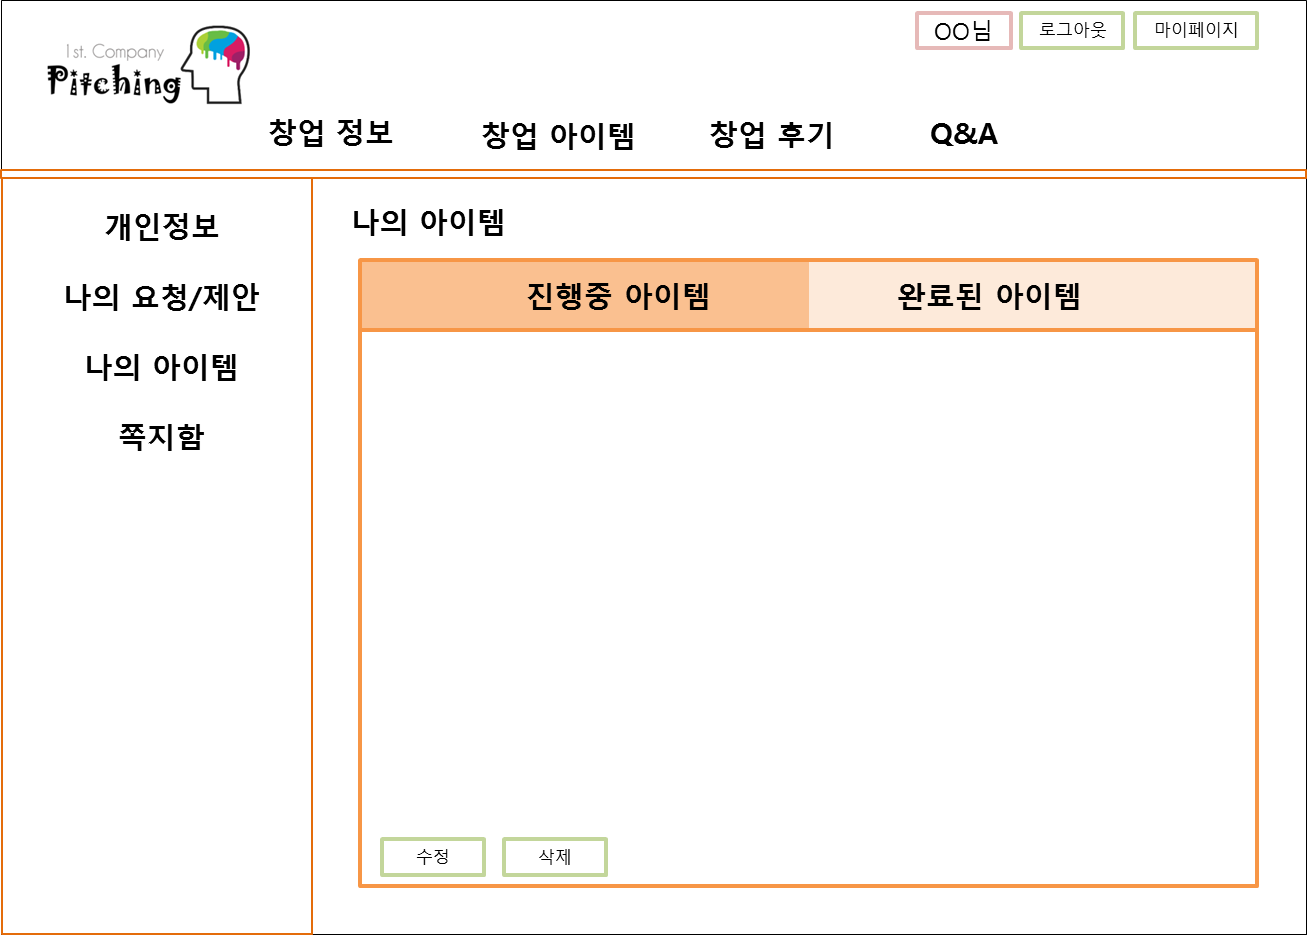 1st. Company
Pitching
OO님
로그아웃
마이페이지
창업 정보
창업 아이템
창업 후기
Q&A
개인정보
나의 요청/제안
나의 아이템
쪽지함
나의 아이템
진행중 아이템
완료된 아이템
수정
삭제